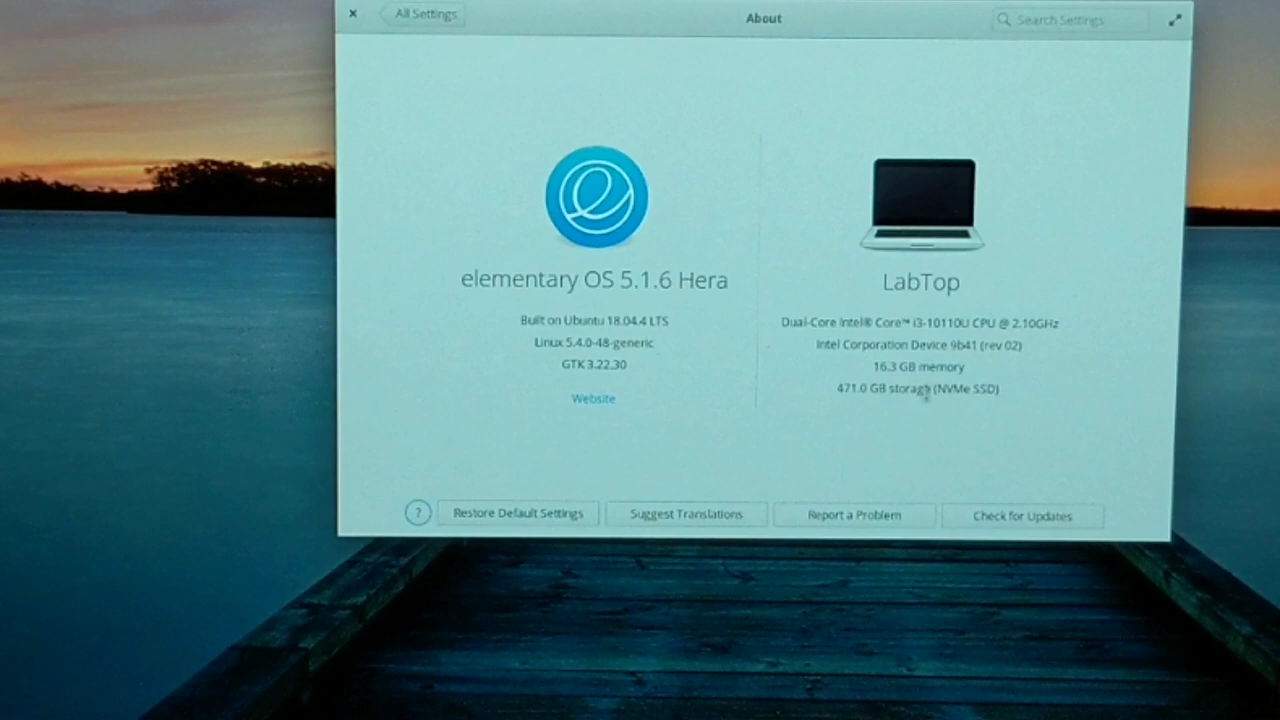 All Settings
About
Search Settings
elementary OS 5.1.6 Hera
Built on Ubuntu 18.04.4 LTS
Linux 5.4.0-48-generic
GTK 3.22.30
Website
LabTop
Dual-Core Intel® Core™ i3-10110U CPU @ 2.10GHz
Intel Corporation Device 9b41 (rev 02)
16.3 GB memory
471.0 GB storage (NVMe SSD)
?
Restore Default Settings
Suggest Translations
Report a Problem
Check for Updates